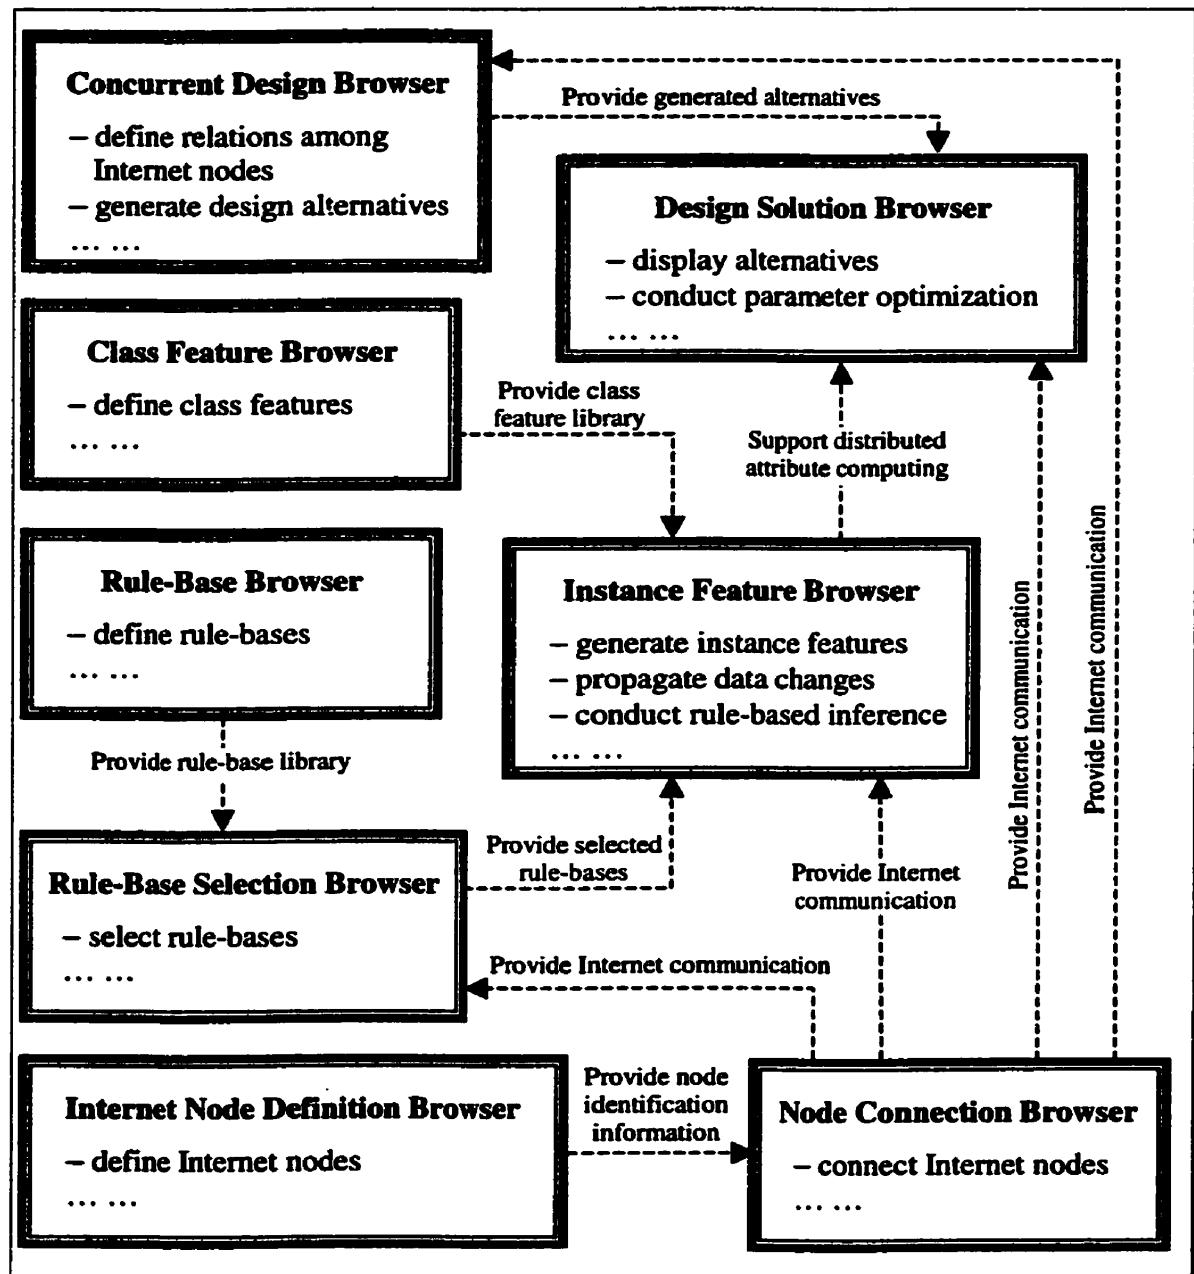 Concurrent Design Browser
– define relations among
Internet nodes
– generate design alternatives
... ...
Provide generated alternatives
Design Solution Browser
– display alternatives
– conduct parameter optimization
... ...
Class Feature Browser
– define class features
... ...
Provide class
feature library
Support distributed
attribute computing
Rule-Base Browser
– define rule-bases
... ...
Instance Feature Browser
– generate instance features
– propagate data changes
– conduct rule-based inference
... ...
Provide Internet communication
Provide Internet communication
Provide rule-base library
Rule-Base Selection Browser
– select rule-bases
... ...
Provide selected
rule-bases
Provide Internet
communication
Provide Internet communication
Internet Node Definition Browser
– define Internet nodes
... ...
Provide node
identification
information
Node Connection Browser
– connect Internet nodes
... ...